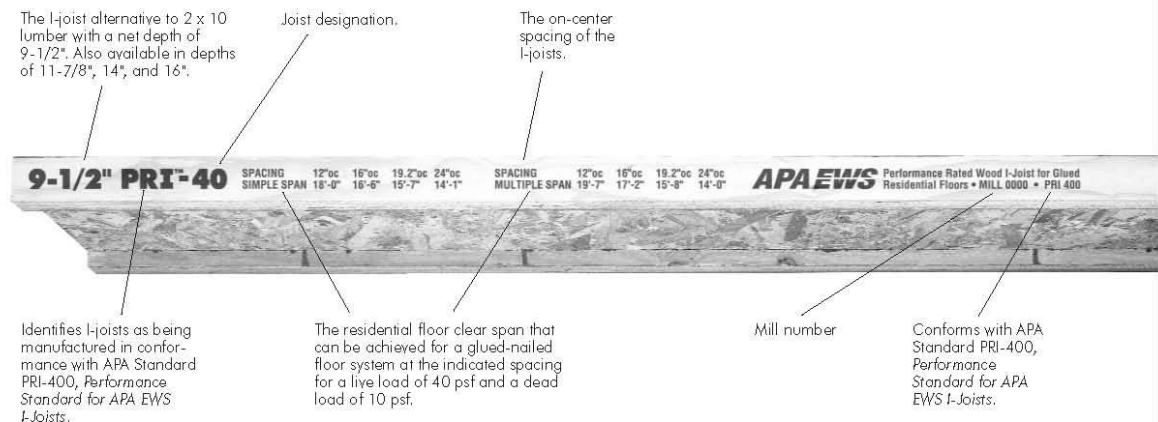 The I-joist alternative to 2 x 10
lumber with a net depth of
9-1/2". Also available in depths
of 11-7/8", 14", and 16".
Joist designation.
The on-center
spacing of the
I-joists.
9-1/2" PRI™-40
SPACING 12"oc 16"oc 19.2"oc 24"oc
SIMPLE SPAN 18'-0" 16'-6" 15'-7" 14'-1"
SPACING 12"oc 16"oc 19.2"oc 24"oc
MULTIPLE SPAN 19'-7" 17'-2" 15'-8" 14'-0"
APA EWS
Performance Rated Wood I-Joist for Glued
Residential Floors • MILL 0000 • PRI 400
Identifies I-joists as being
manufactured in confor-
mance with APA Standard
PRI-400, Performance
Standard for APA EWS
I-Joists.
The residential floor clear span that
can be achieved for a glued-nailed
floor system at the indicated spacing
for a live load of 40 psf and a dead
load of 10 psf.
Mill number
Conforms with APA
Standard PRI-400,
Performance
Standard for APA
EWS I-Joists.